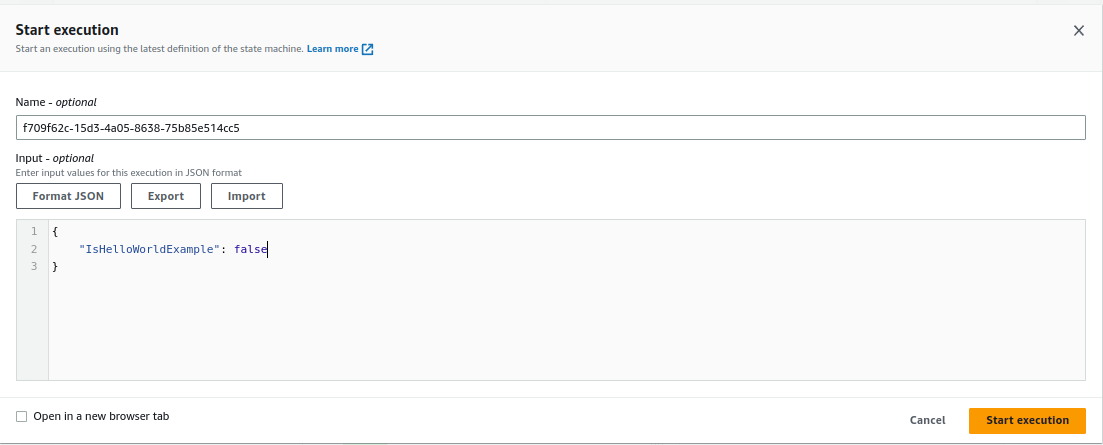 Start execution
Start an execution using the latest definition of the state machine. Learn more
Name - optional
f709f62c-15d3-4a05-8638-75b85e514cc5
Input - optional
Enter input values for this execution in JSON format
Format JSON Export Import
1 {
2 "IsHelloWorldExample": false
3 }
Open in a new browser tab Cancel Start execution